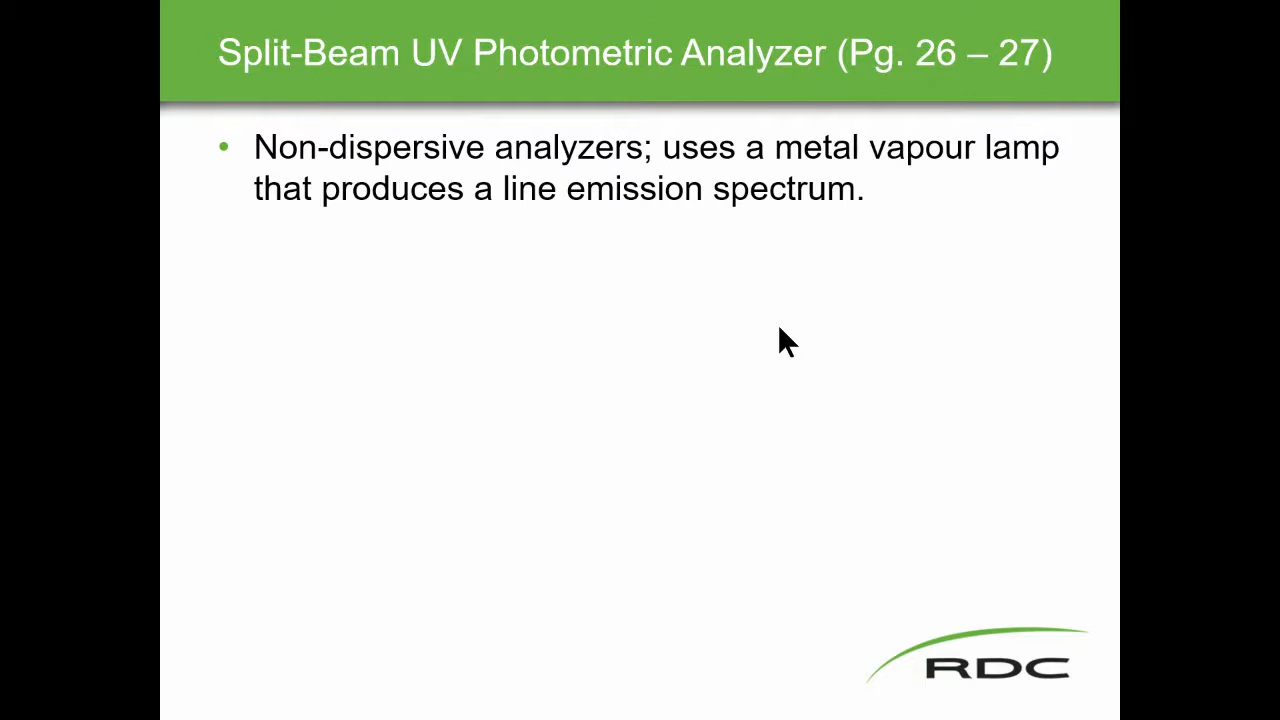 Split-Beam UV Photometric Analyzer (Pg. 26 – 27)
• Non-dispersive analyzers; uses a metal vapour lamp
that produces a line emission spectrum.
RDC